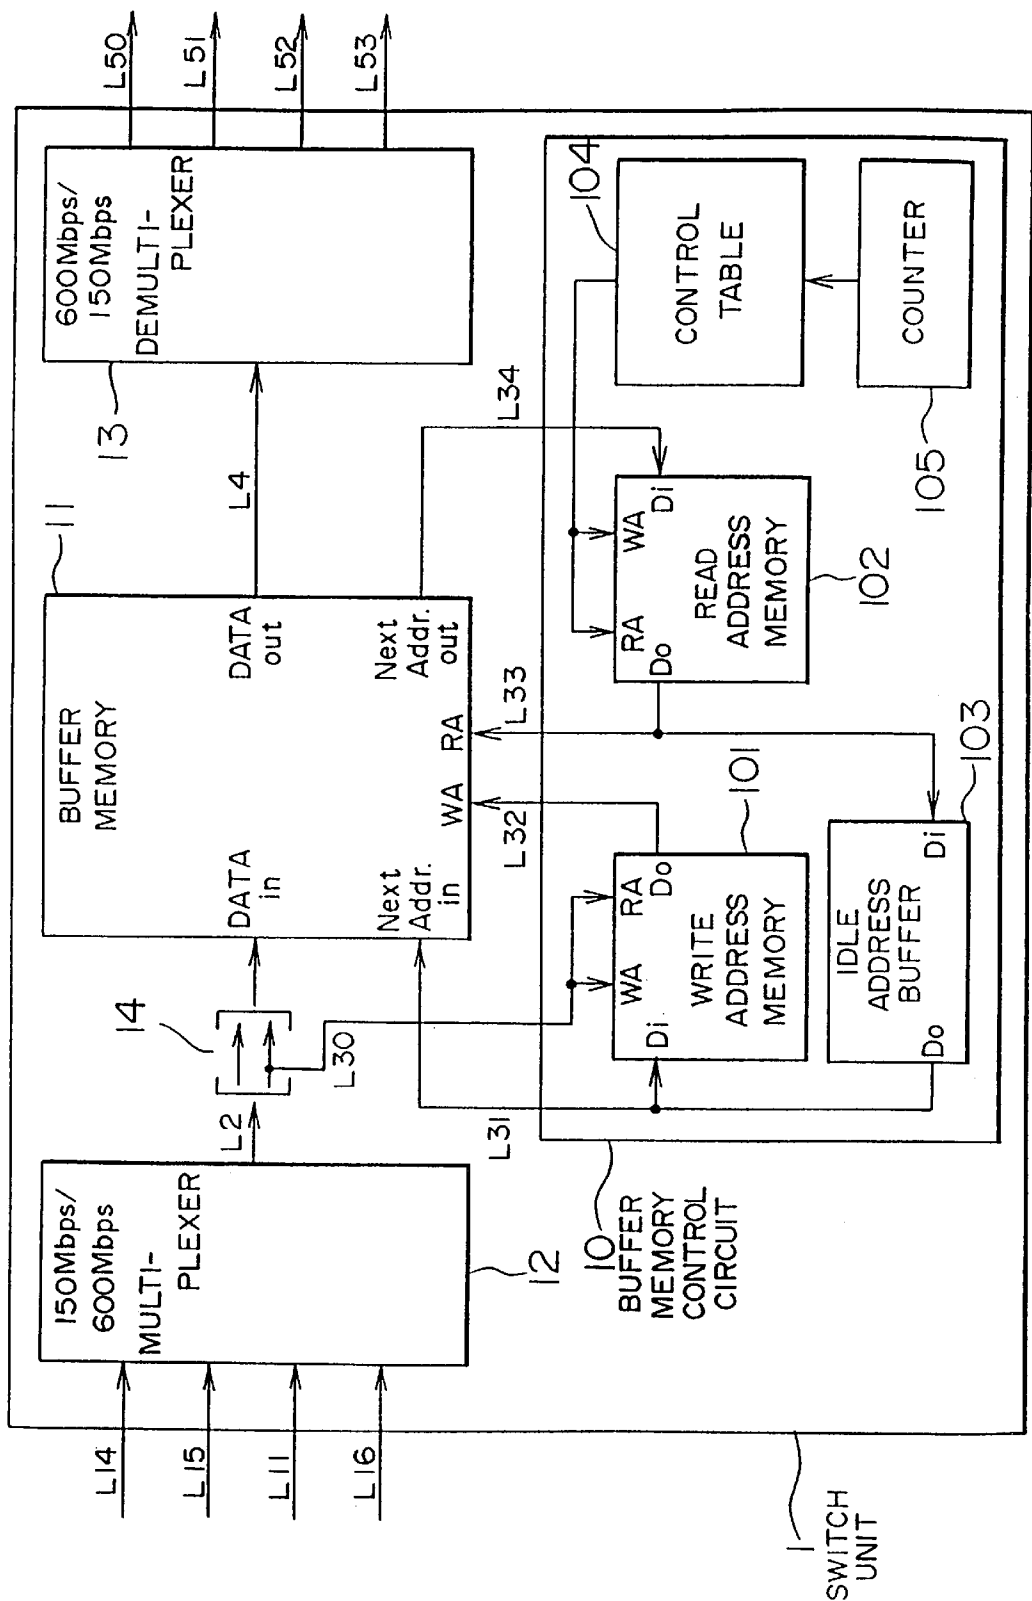 L14
L15
L11
L16
150Mbps/
600Mbps
MULTI-
PLEXER
12
L2
14
L30
L31
BUFFER
MEMORY
11
DATA
in
DATA
out
Next
Addr.
in
WA
RA
Next
Addr.
out
L4
600Mbps/
150Mbps
DEMULTI-
PLEXER
13
L50
L51
L52
L53
L32
L33
L34
10
BUFFER
MEMORY
CONTROL
CIRCUIT
Di
WA
RA
Do
WRITE
ADDRESS
MEMORY
101
RA
WA
Do
Di
READ
ADDRESS
MEMORY
102
IDLE
ADDRESS
BUFFER
Do
Di
103
CONTROL
TABLE
104
COUNTER
105
1
SWITCH
UNIT